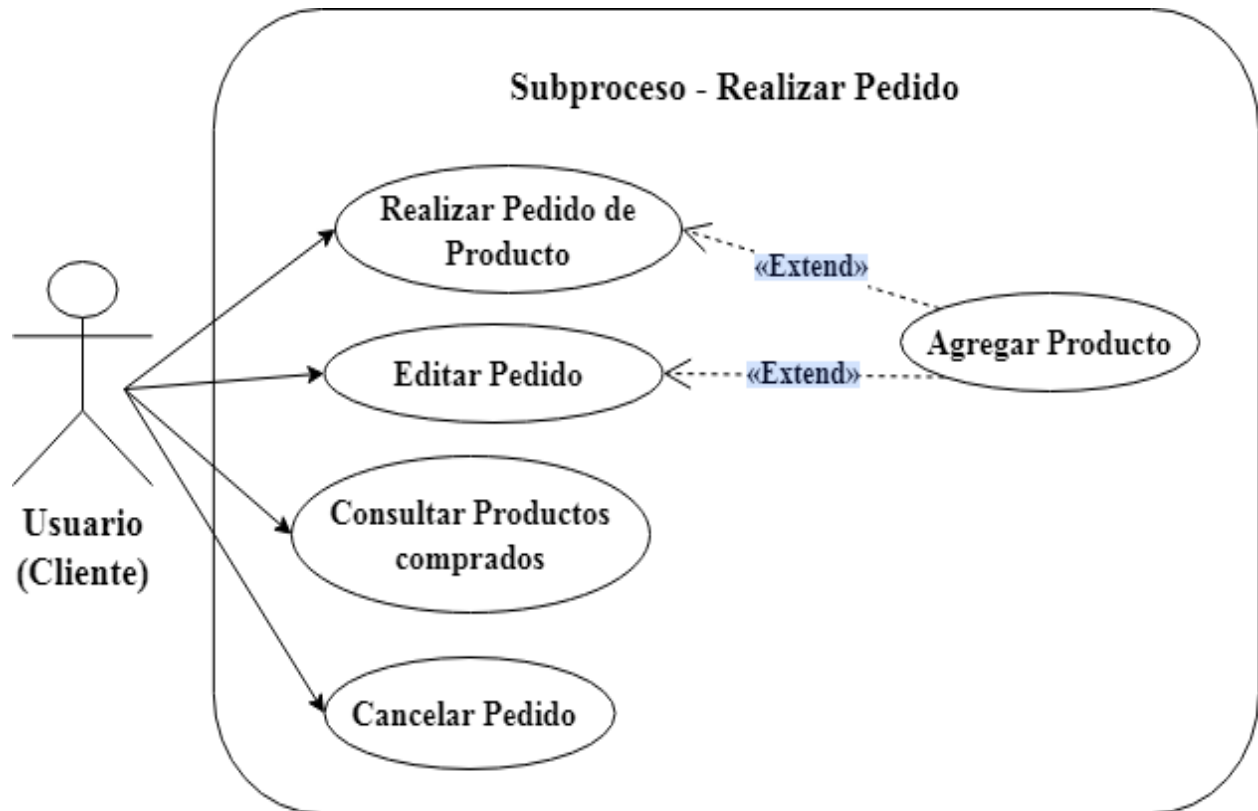 Subproceso - Realizar Pedido
Realizar Pedido de
Producto
«Extend»
Agregar Producto
Editar Pedido
«Extend»
Consultar Productos
comprados
Usuario
(Cliente)
Cancelar Pedido